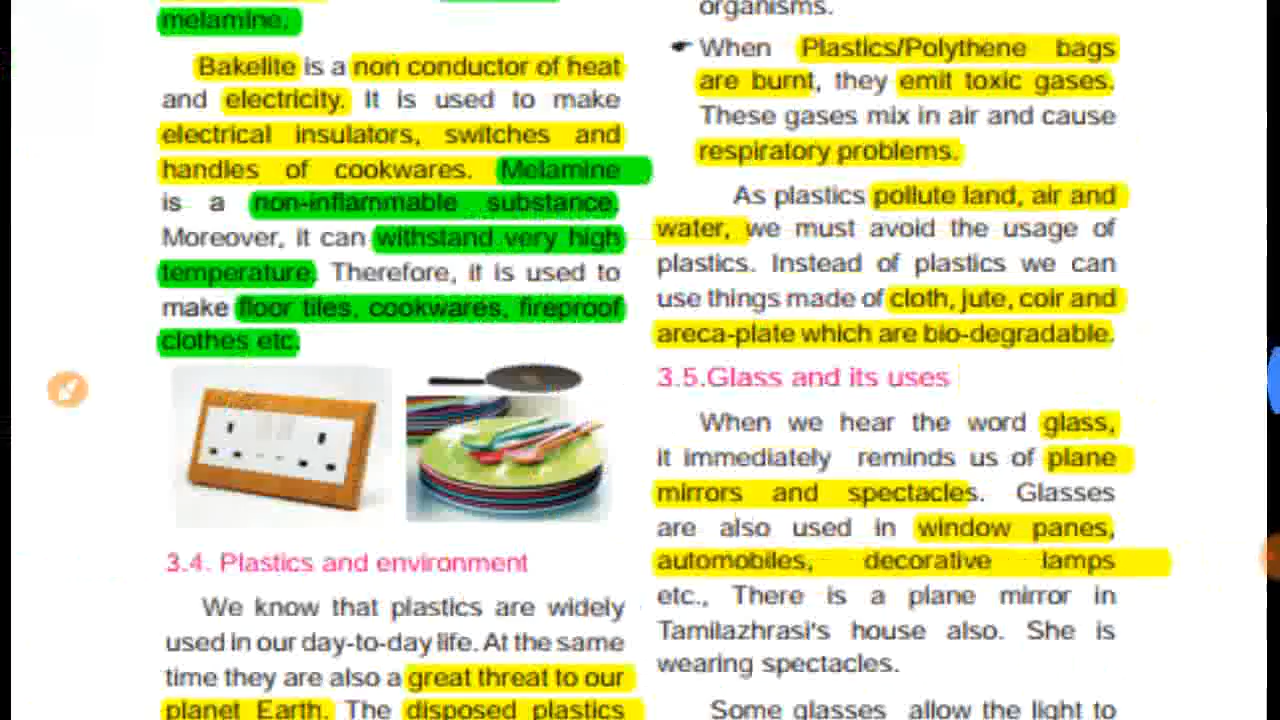 melamine.
Bakelite is a non conductor of heat
and electricity. It is used to make
electrical insulators, switches and
handles of cookwares. Melamine
is a non-inflammable substance.
Moreover, it can withstand very high
temperature. Therefore, it is used to
make floor tiles, cookwares, fireproof
clothes etc.
3.4. Plastics and environment
We know that plastics are widely
used in our day-to-day life. At the same
time they are also a great threat to our
planet Earth. The disposed plastics
organisms.
When Plastics/Polythene bags
are burnt, they emit toxic gases.
These gases mix in air and cause
respiratory problems.
As plastics pollute land, air and
water, we must avoid the usage of
plastics. Instead of plastics we can
use things made of cloth, jute, coir and
areca-plate which are bio-degradable.
3.5.Glass and its uses
When we hear the word glass,
it immediately reminds us of plane
mirrors and spectacles. Glasses
are also used in window panes,
automobiles, decorative lamps
etc., There is a plane mirror in
Tamilazhrasi's house also. She is
wearing spectacles.
Some glasses allow the light to